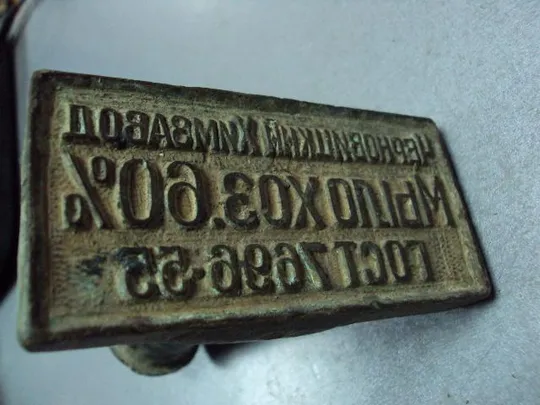 Черновицкий Химзавод
Мыло хоз. 60%
ГОСТ 7696-55